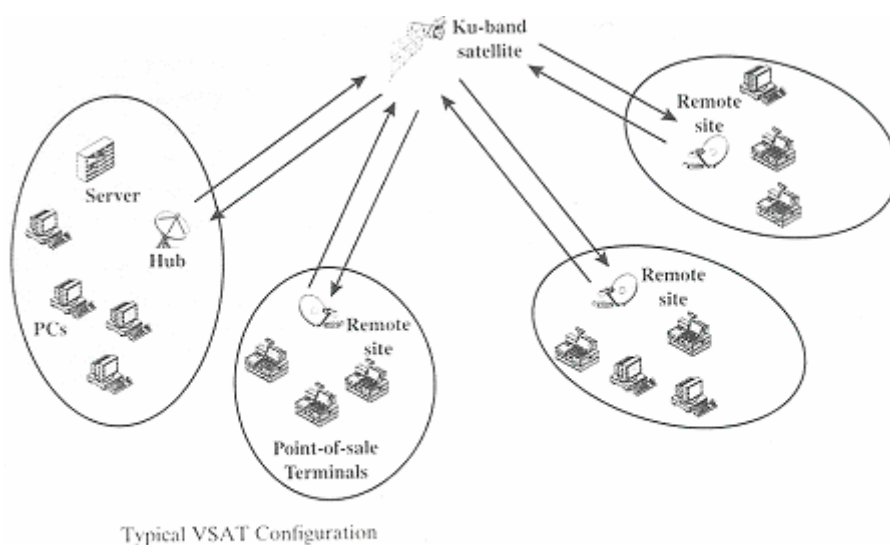 Ku-band
satellite
Remote
site
Server
Hub
PCs
Remote
site
Remote
site
Point-of-sale
Terminals
Typical VSAT Configuration